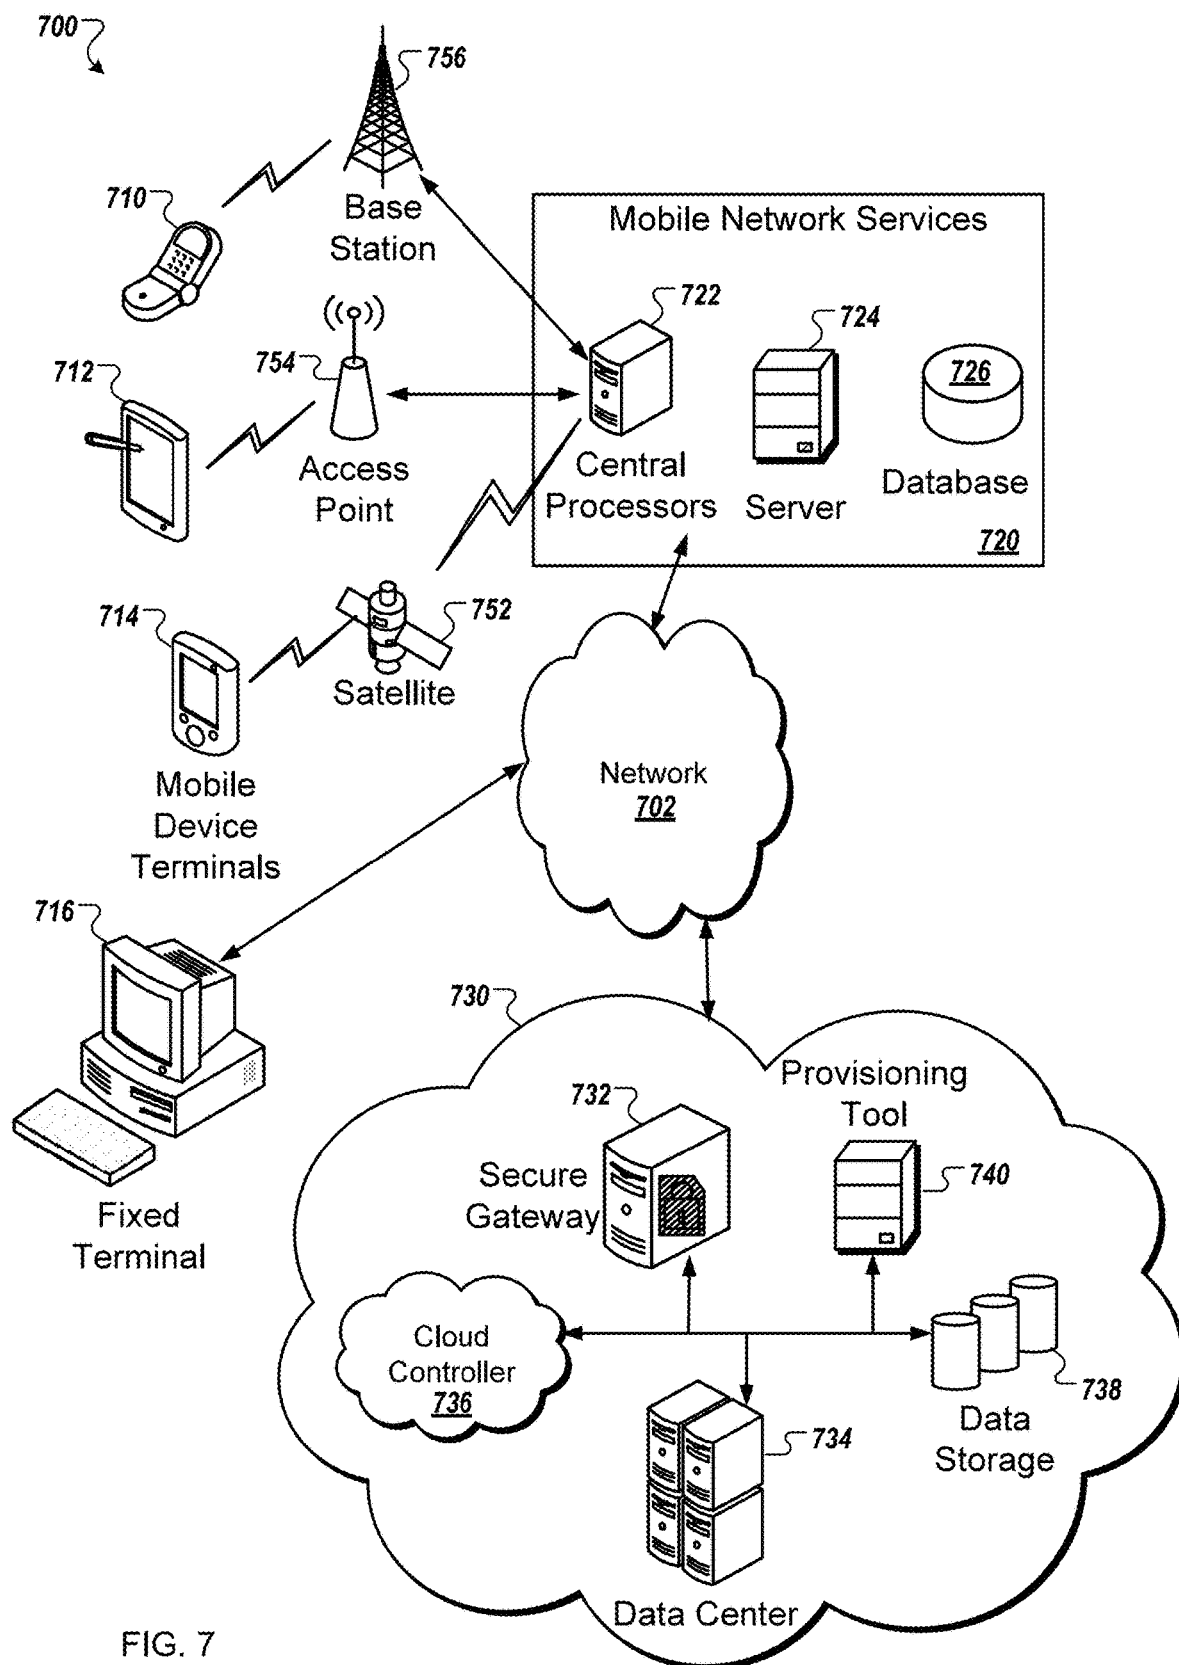 700
756
710
Base
Station
Mobile Network Services
722
724
726
754
712
Access
Point
Central
Processors
Server
Database
720
714
752
Satellite
Mobile
Device
Terminals
Network
702
716
Fixed
Terminal
730
Provisioning
Tool
732
740
Secure
Gateway
Cloud
Controller
736
738
Data
Storage
734
Data Center
FIG. 7